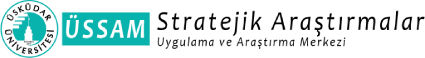 ÜSKÜDAR ÜNİVERSİTESİ
ÜSSAM
Stratejik Araştırmalar
Uygulama ve Araştırma Merkezi